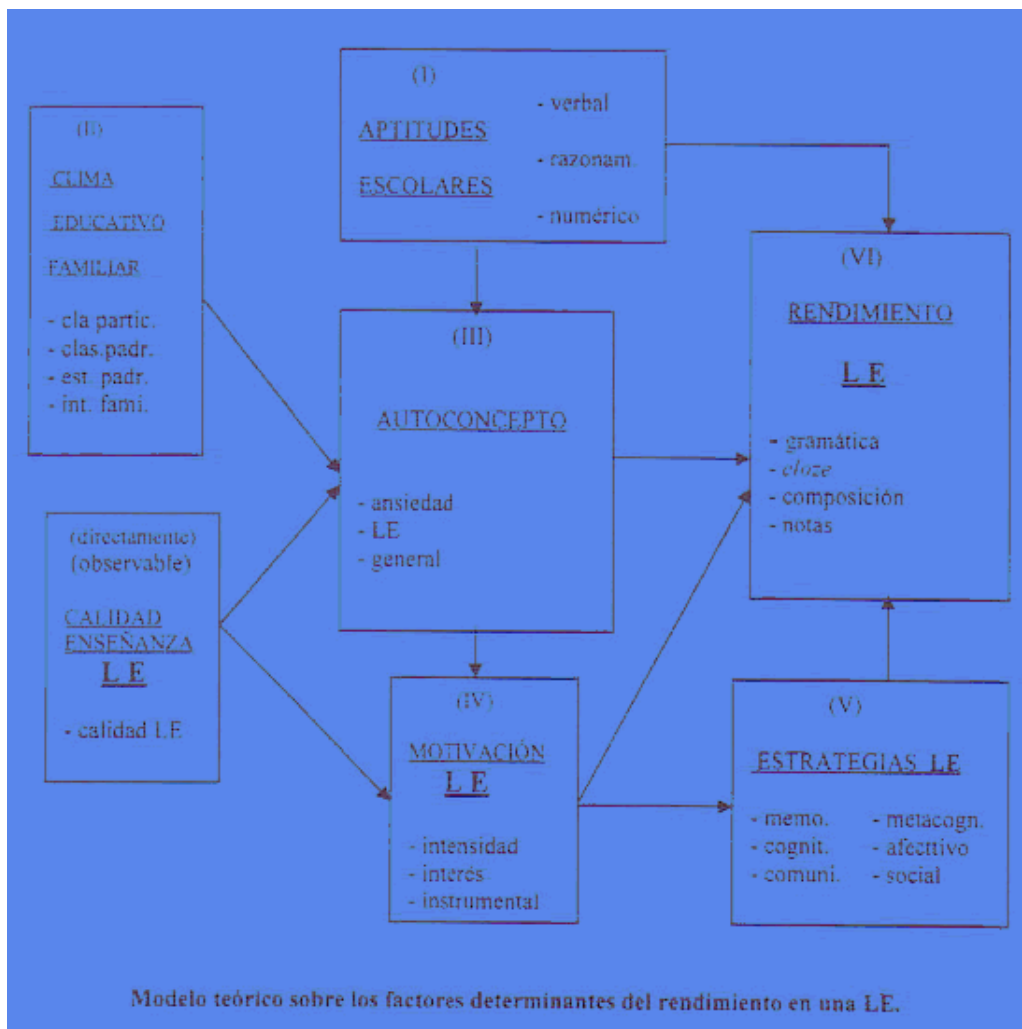 (I)
APTITUDES
ESCOLARES
- verbal
- razonam.
- numérico
(II)
CLIMA
EDUCATIVO
FAMILIAR
- cla partic.
- clas.padr.
- est. padr.
- int. fami.
(III)
AUTOCONCEPTO
- ansiedad
- LE
- general
(VI)
RENDIMIENTO
L E
- gramática
- cloze
- composición
- notas
(directamente)
(observable)
CALIDAD
ENSEÑANZA
L E
- calidad LE
(IV)
MOTIVACIÓN
L E
- intensidad
- interés
- instrumental
(V)
ESTRATEGIAS LE
- memo. - metacogn.
- cognit. - afecttivo
- comuni. - social
Modelo teórico sobre los factores determinantes del rendimiento en una LE.